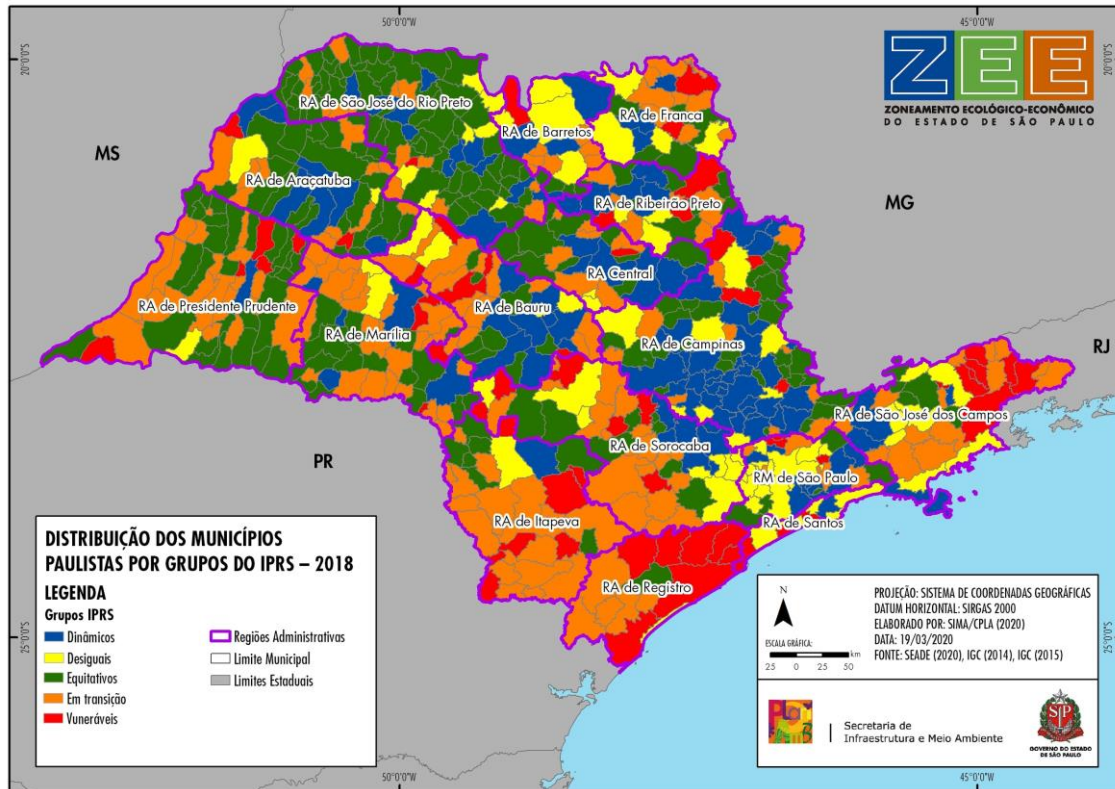 50°0'0"W
45°0'0"W
20°0'0"S
20°0'0"S
ZEE
ZONEAMENTO ECOLÓGICO-ECONÔMICO
DO ESTADO DE SÃO PAULO
RA de São José do Rio Preto
RA de Barretos
RA de Franca
MS
RA de Araçatuba
RA de Ribeirão Preto
MG
RA Central
RA de Presidente Prudente
RA de Bauru
RA de Marília
RA de Campinas
RJ
RA de São José dos Campos
RA de Sorocaba
PR
RM de São Paulo
RA de Itapeva
RA de Santos
RA de Registro
DISTRIBUIÇÃO DOS MUNICÍPIOS
PAULISTAS POR GRUPOS DO IPRS – 2018
LEGENDA
Grupos IPRS
Dinâmicos
Desiguais
Equitativos
Em transição
Vuneráveis
Regiões Administrativas
Limite Municipal
Limites Estaduais
N
ESCALA GRÁFICA:
25 0 25 50 km
PROJEÇÃO: SISTEMA DE COORDENADAS GEOGRÁFICAS
DATUM HORIZONTAL: SIRGAS 2000
ELABORADO POR: SIMA/CPLA (2020)
DATA: 19/03/2020
FONTE: SEADE (2020), IGC (2014), IGC (2015)
25°0'0"S
25°0'0"S
Secretaria de
Infraestrutura e Meio Ambiente
SP
GOVERNO DO ESTADO
DE SÃO PAULO
50°0'0"W
45°0'0"W